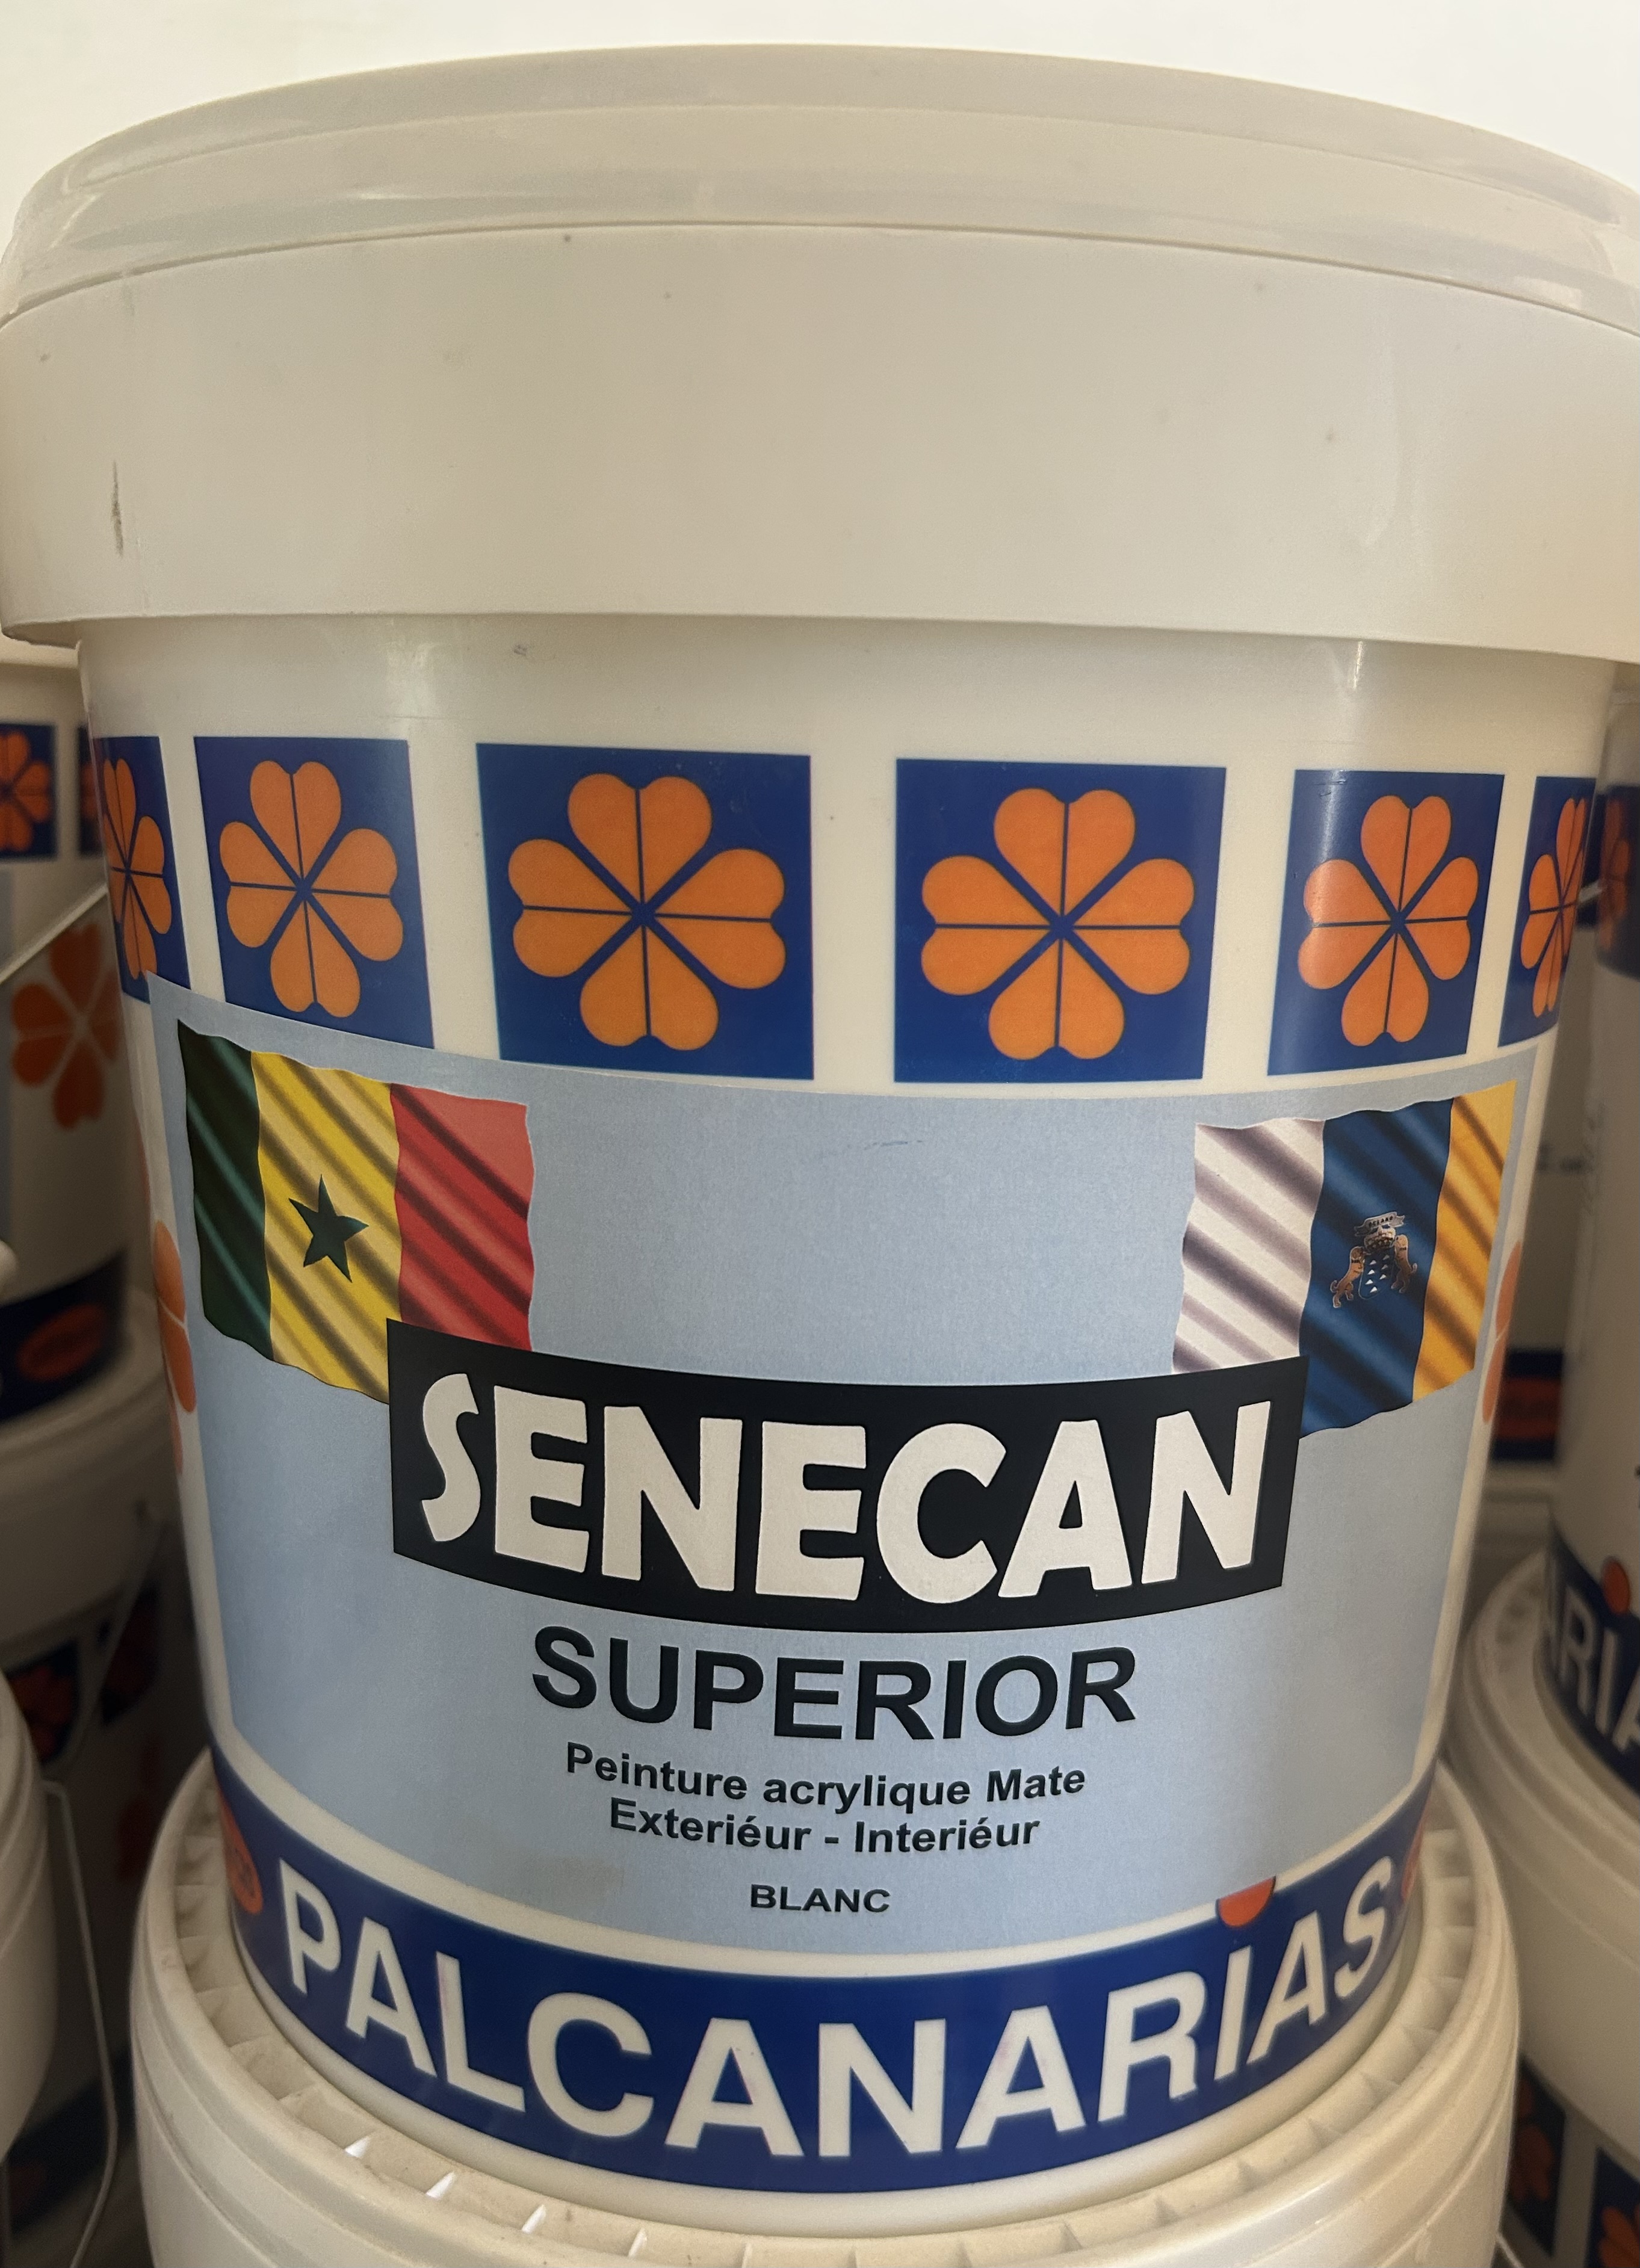 SENECAN
SUPERIOR
Peinture acrylique Mate
Exteriéur - Interiéur
BLANC
PALCANARIAS